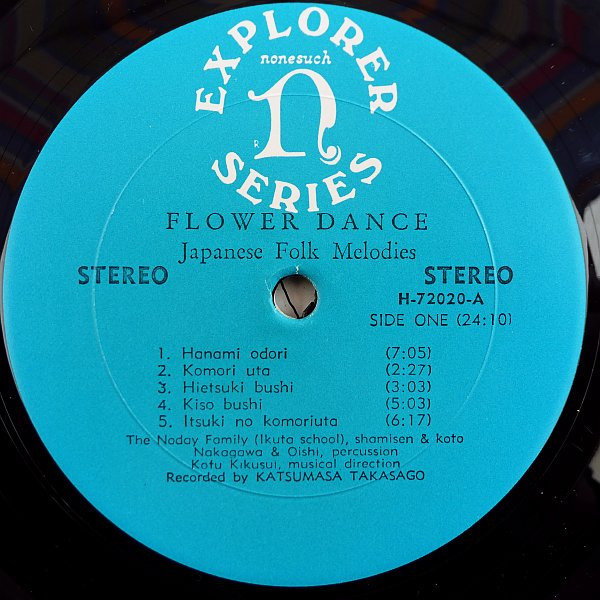 EXPLORER
nonesuch
n
R
SERIES
FLOWER DANCE
Japanese Folk Melodies
STEREO STEREO
H-72020-A
SIDE ONE (24:10)
1. Hanami odori (7:05)
2. Komori uta (2:27)
3. Hietsuki bushi (3:03)
4. Kiso bushi (5:03)
5. Itsuki no komoriuta (6:17)
The Noday Family (Ikuta school), shamisen & koto
Nakagawa & Oishi, percussion
Kofu Kikusui, musical direction
Recorded by KATSUMASA TAKASAGO